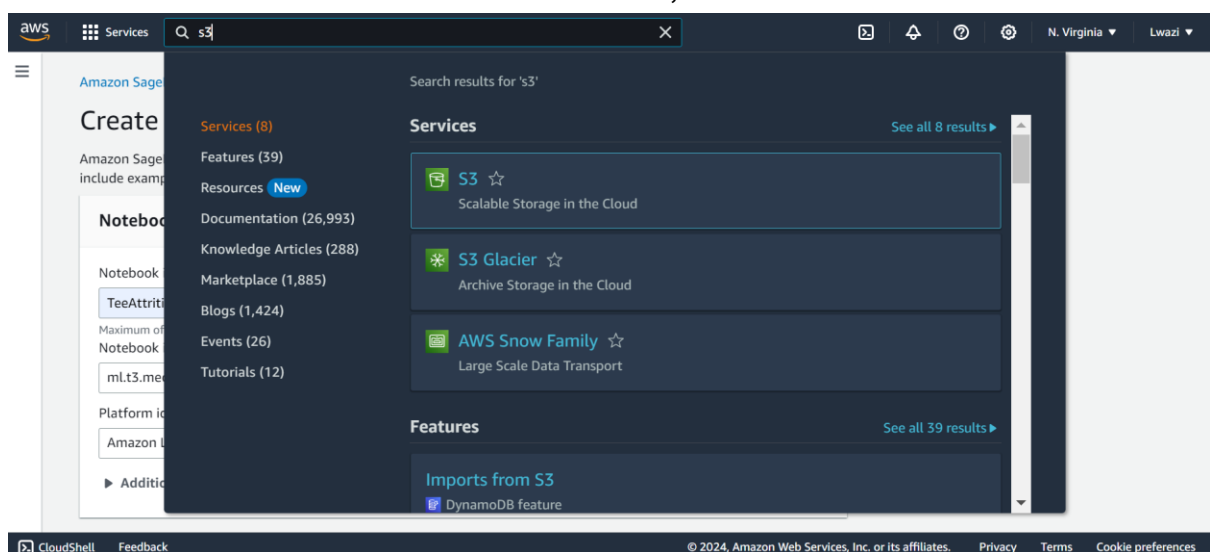 aws Services s3 N. Virginia Lwazi
Amazon Sage
Search results for 's3'
Create
Services (8)
Services
See all 8 results
Amazon Sage
include examp
Features (39)
S3
Resources New
Scalable Storage in the Cloud
Notebo
Documentation (26,993)
Knowledge Articles (288)
S3 Glacier
Notebook
Marketplace (1,885)
Archive Storage in the Cloud
TeeAttriti
Blogs (1,424)
Maximum of
Events (26)
AWS Snow Family
Notebook
Tutorials (12)
Large Scale Data Transport
ml.t3.me
Platform id
Features
See all 39 results
Amazon L
Additio
Imports from S3
DynamoDB feature
CloudShell Feedback © 2024, Amazon Web Services, Inc. or its affiliates. Privacy Terms Cookie preferences